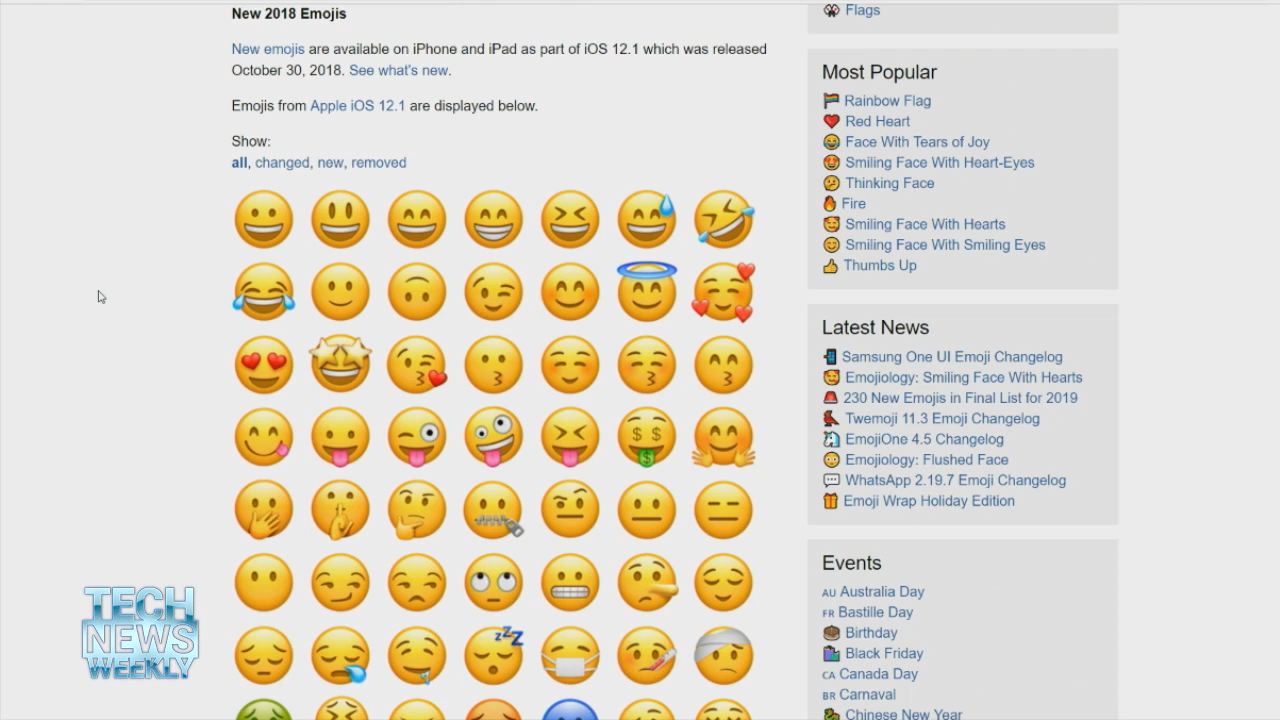 New 2018 Emojis
New emojis are available on iPhone and iPad as part of iOS 12.1 which was released
October 30, 2018. See what's new.
Emojis from Apple iOS 12.1 are displayed below.
Show:
all, changed, new, removed
zZZ
TECH
NEWS
WEEKLY
Flags
Most Popular
Rainbow Flag
Red Heart
Face With Tears of Joy
Smiling Face With Heart-Eyes
Thinking Face
Fire
Smiling Face With Hearts
Smiling Face With Smiling Eyes
Thumbs Up
Latest News
Samsung One UI Emoji Changelog
Emojiology: Smiling Face With Hearts
230 New Emojis in Final List for 2019
Twemoji 11.3 Emoji Changelog
EmojiOne 4.5 Changelog
Emojiology: Flushed Face
WhatsApp 2.19.7 Emoji Changelog
Emoji Wrap Holiday Edition
Events
AU Australia Day
FR Bastille Day
Birthday
Black Friday
CA Canada Day
BR Carnaval
Chinese New Year